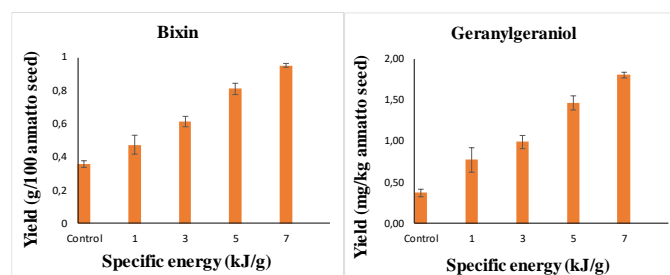 Bixin
Yield (g/100 annatto seed)
1
0,8
0,6
0,4
0,2
0
Control 1 3 5 7
Specific energy (kJ/g)
Geranylgeraniol
Yield (mg/kg annatto seed)
2,00
1,50
1,00
0,50
0,00
Control 1 3 5 7
Specific energy (kJ/g)